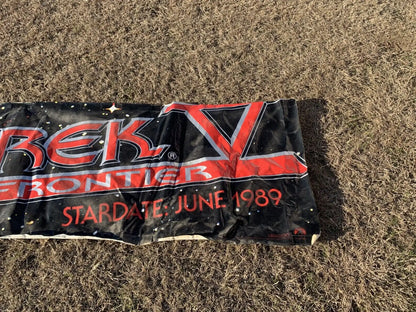 REK V
®
FRONTIER
STARDATE: JUNE 1989